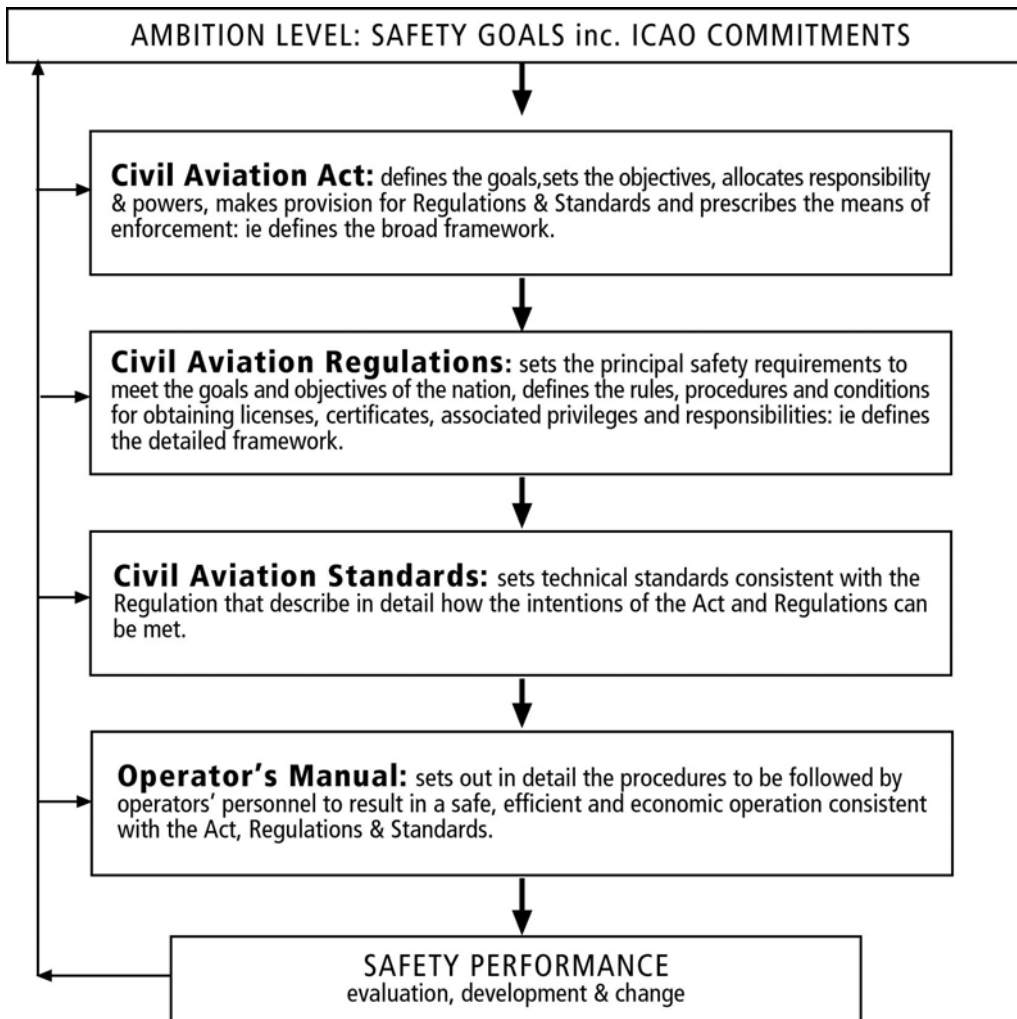 AMBITION LEVEL: SAFETY GOALS inc. ICAO COMMITMENTS
Civil Aviation Act: defines the goals,sets the objectives, allocates responsibility
& powers, makes provision for Regulations & Standards and prescribes the means of
enforcement: ie defines the broad framework.
Civil Aviation Regulations: sets the principal safety requirements to
meet the goals and objectives of the nation, defines the rules, procedures and conditions
for obtaining licenses, certificates, associated privileges and responsibilities: ie defines
the detailed framework.
Civil Aviation Standards: sets technical standards consistent with the
Regulation that describe in detail how the intentions of the Act and Regulations can
be met.
Operator's Manual: sets out in detail the procedures to be followed by
operators' personnel to result in a safe, efficient and economic operation consistent
with the Act, Regulations & Standards.
SAFETY PERFORMANCE
evaluation, development & change